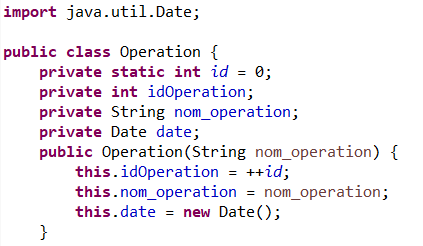 import java.util.Date;
public class Operation {
private static int id = 0;
private int idOperation;
private String nom_operation;
private Date date;
public Operation(String nom_operation) {
this.idOperation = ++id;
this.nom_operation = nom_operation;
this.date = new Date();
}